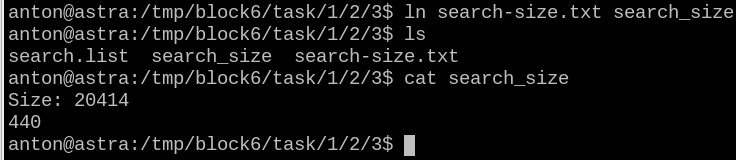 anton@astra:/tmp/block6/task/1/2/3$ ln search-size.txt search_size
anton@astra:/tmp/block6/task/1/2/3$ ls
search.list  search_size  search-size.txt
anton@astra:/tmp/block6/task/1/2/3$ cat search_size
Size: 20414
440
anton@astra:/tmp/block6/task/1/2/3$